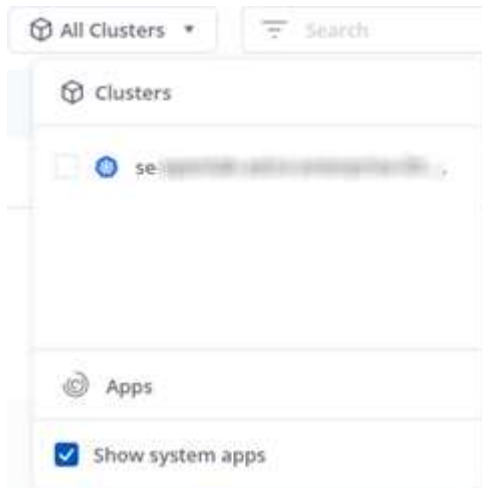 All Clusters
Search
Clusters
se
Apps
Show system apps